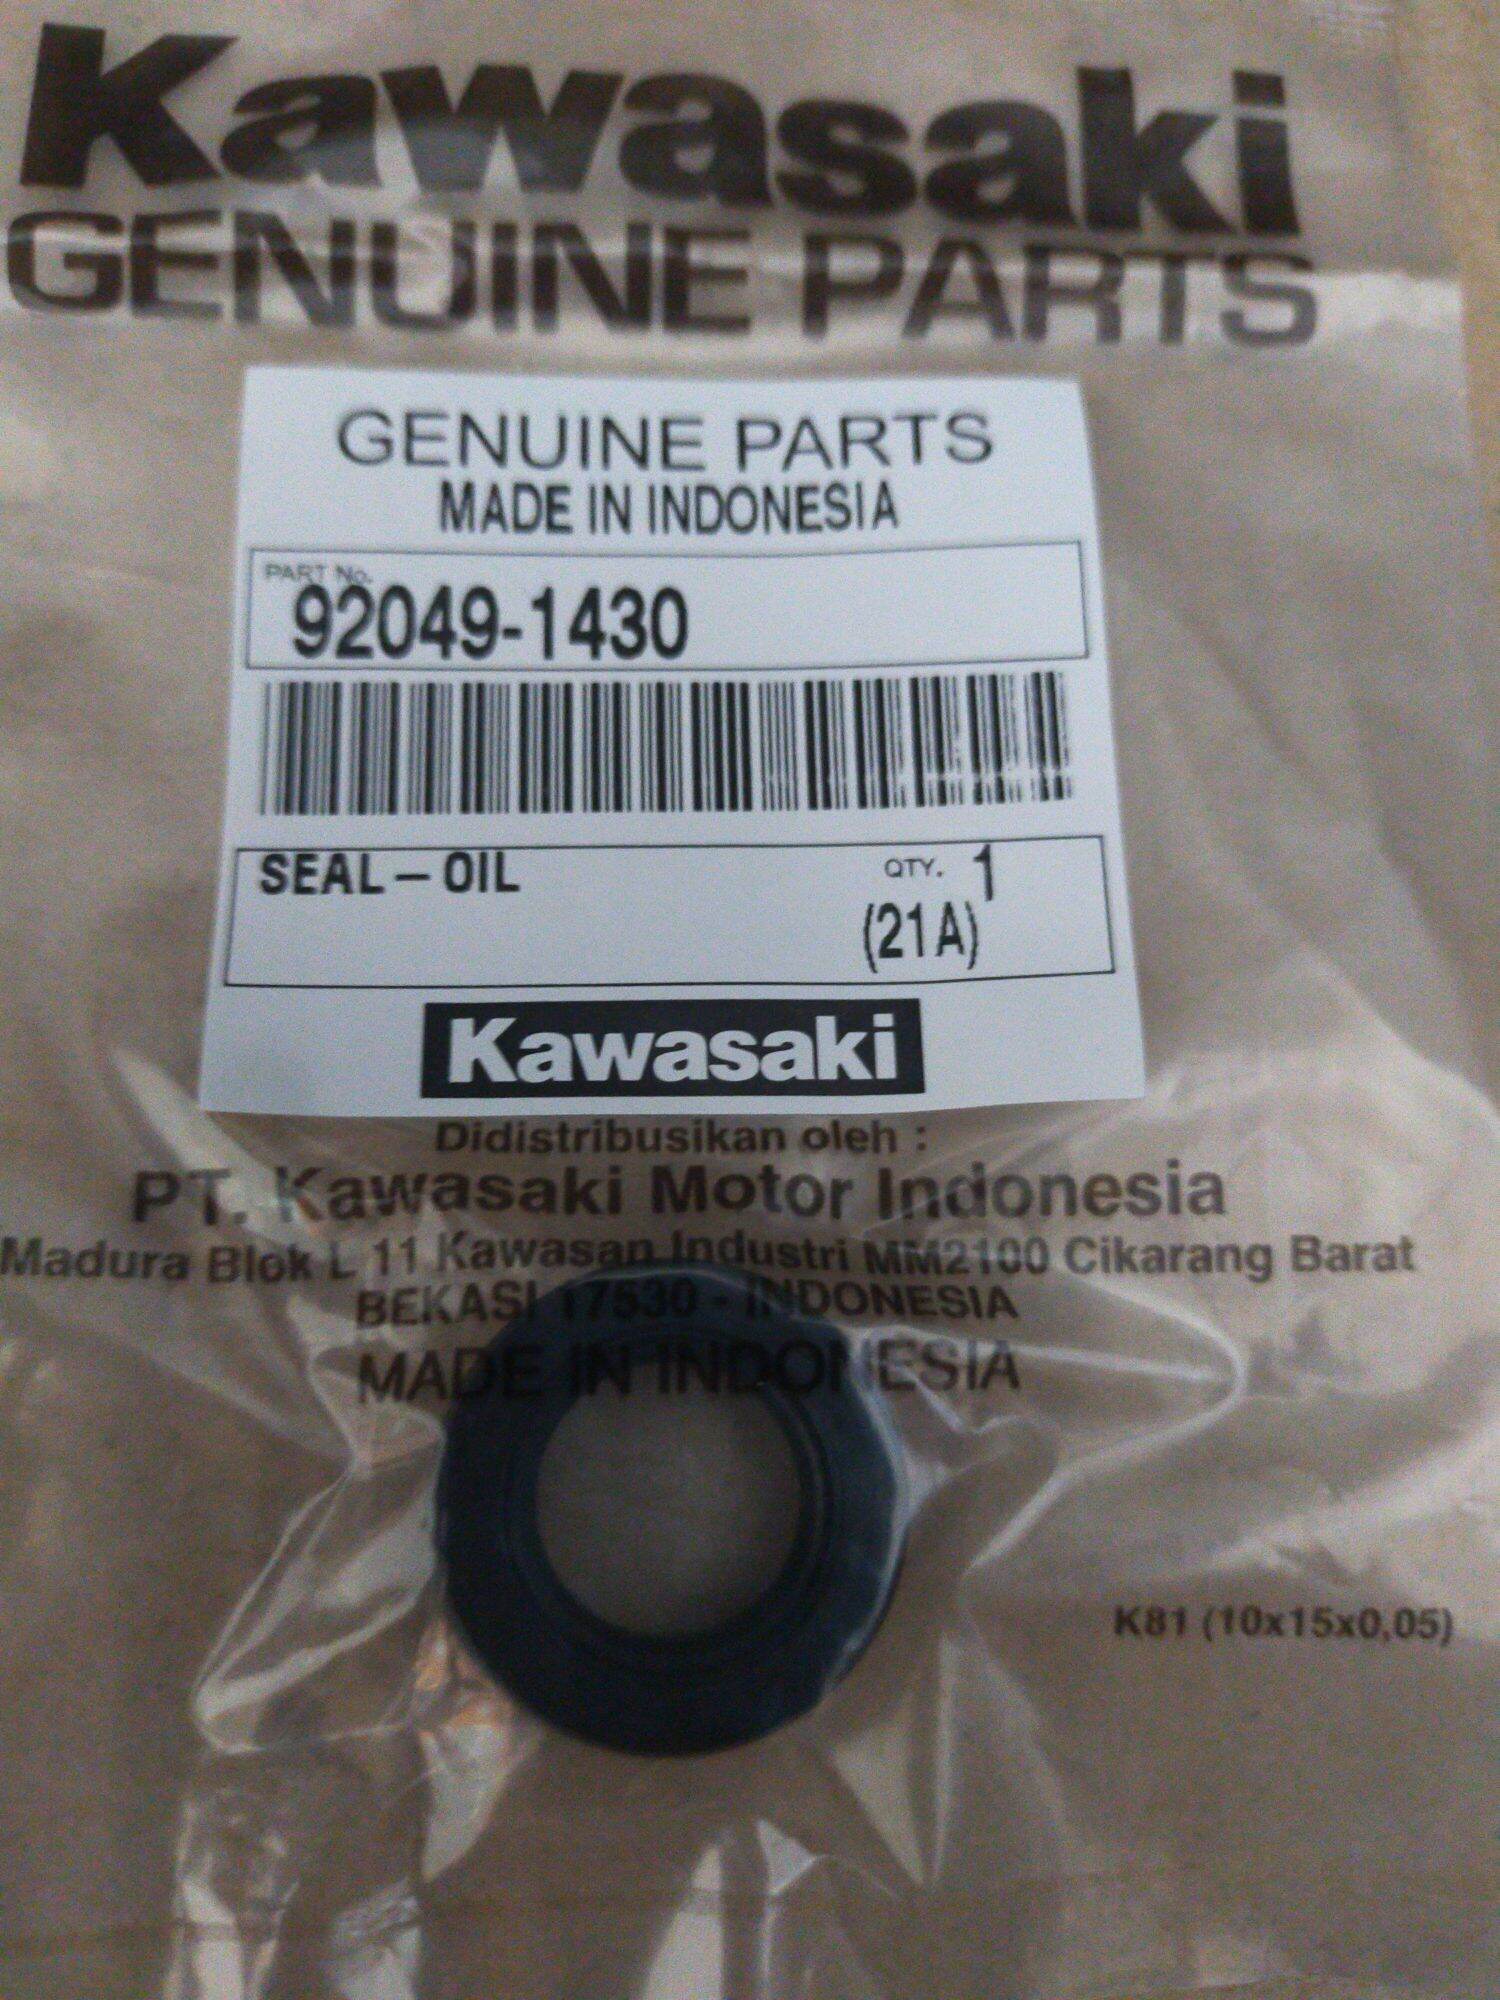 Kawasaki
GENUINE PARTS
GENUINE PARTS
MADE IN INDONESIA
PART No.
92049-1430
SEAL-OIL
QTY. 1
(21A)
Kawasaki
Didistribusikan oleh :
PT. Kawasaki Motor Indonesia
Madura Blok L 11 Kawasan Industri MM2100 Cikarang Barat
BEKASI 17530 - INDONESIA
MADE IN INDONESIA
K81 (10x15x0,05)